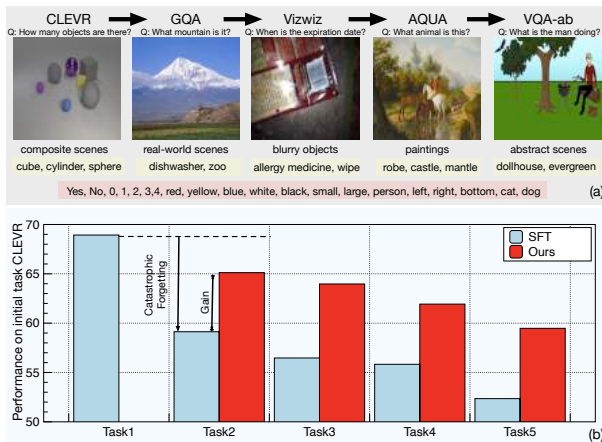 CLEVR GQA Vizwiz AQUA VQA-ab
Q: How many objects are there? Q: What mountain is it? Q: When is the expiration date? Q: What animal is this? Q: What is the man doing?
composite scenes real-world scenes blurry objects paintings abstract scenes
cube, cylinder, sphere dishwasher, zoo allergy medicine, wipe robe, castle, mantle dollhouse, evergreen
Yes, No, 0, 1, 2, 3,4, red, yellow, blue, white, black, small, large, person, left, right, bottom, cat, dog
(a)
Performance on initial task CLEVR
70
65
60
55
50
Catastrophic
Forgetting
Gain
SFT
Ours
Task1 Task2 Task3 Task4 Task5
(b)